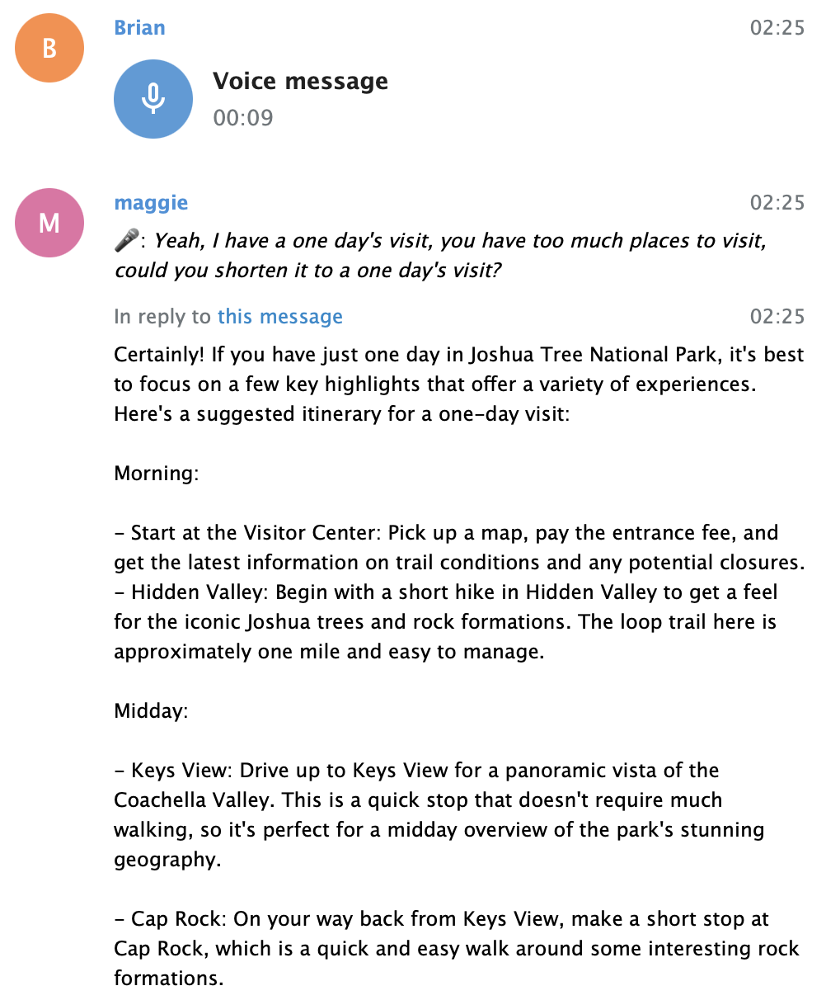 B
Brian 02:25
Voice message
00:09
M
maggie 02:25
🎤: Yeah, I have a one day's visit, you have too much places to visit,
could you shorten it to a one day's visit?
In reply to this message 02:25
Certainly! If you have just one day in Joshua Tree National Park, it's best
to focus on a few key highlights that offer a variety of experiences.
Here's a suggested itinerary for a one-day visit:
Morning:
- Start at the Visitor Center: Pick up a map, pay the entrance fee, and
get the latest information on trail conditions and any potential closures.
- Hidden Valley: Begin with a short hike in Hidden Valley to get a feel
for the iconic Joshua trees and rock formations. The loop trail here is
approximately one mile and easy to manage.
Midday:
- Keys View: Drive up to Keys View for a panoramic vista of the
Coachella Valley. This is a quick stop that doesn't require much
walking, so it's perfect for a midday overview of the park's stunning
geography.
- Cap Rock: On your way back from Keys View, make a short stop at
Cap Rock, which is a quick and easy walk around some interesting rock
formations.